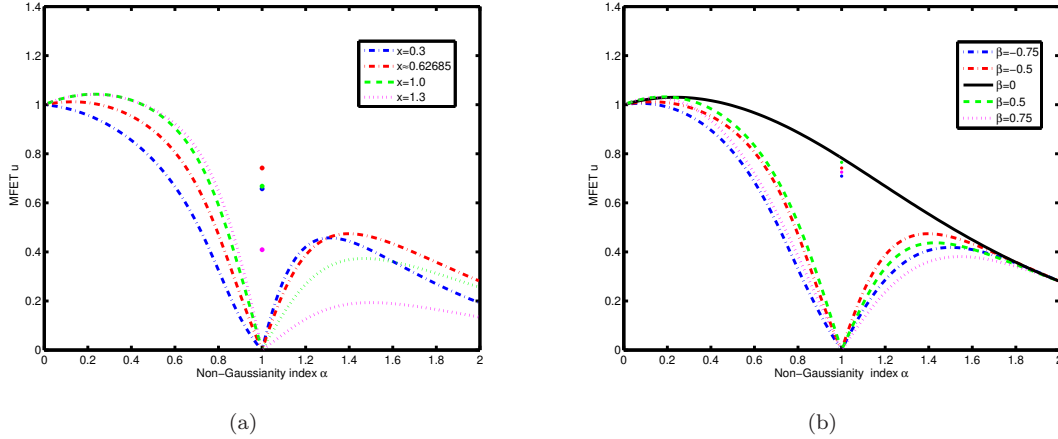 1.4
1.2
1
0.8
0.6
0.4
0.2
0
MFET u
0 0.2 0.4 0.6 0.8 1.0 1.2 1.4 1.6 1.8 2
Non−Gaussianity index α
x=0.3
x≈0.62685
x=1.0
x=1.3
(a)
1.4
1.2
1
0.8
0.6
0.4
0.2
0
MFET u
0 0.2 0.4 0.6 0.8 1 1.2 1.4 1.6 1.8 2
Non−Gaussianity index α
β=−0.75
β=−0.5
β=0
β=0.5
β=0.75
(b)